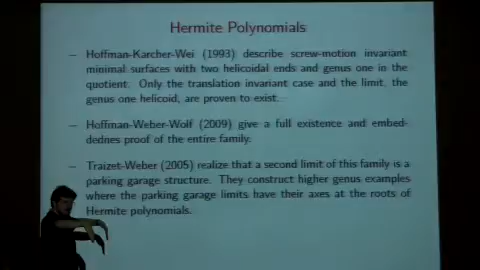 Hermite Polynomials
– Hoffman-Karcher-Wei (1993) describe screw-motion invariant
minimal surfaces with two helicoidal ends and genus one in the
quotient. Only the translation invariant case and the limit, the
genus one helicoid, are proven to exist.
– Hoffman-Weber-Wolf (2009) give a full existence and embed-
dednes proof of the entire family.
– Traizet-Weber (2005) realize that a second limit of this family is a
parking garage structure. They construct higher genus examples
where the parking garage limits have their axes at the roots of
Hermite polynomials.